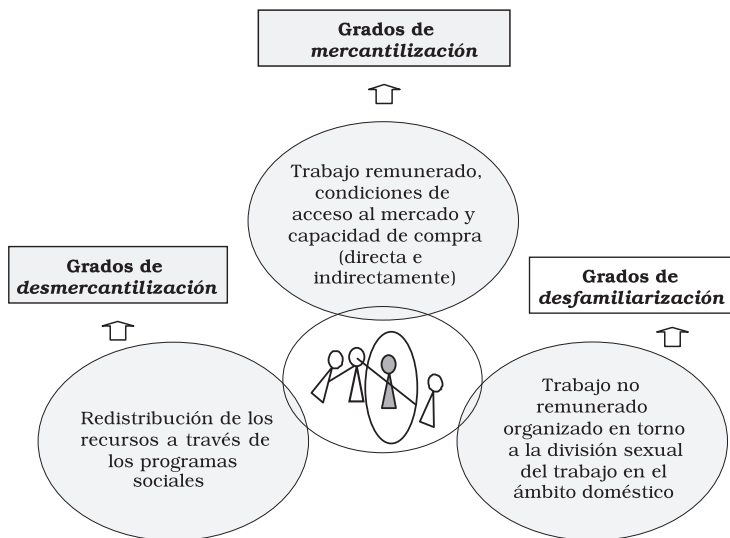 Grados de
mercantilización
Trabajo remunerado,
condiciones de
acceso al mercado y
capacidad de compra
(directa e
indirectamente)
Grados de
desmercantilización
Grados de
desfamiliarización
Redistribución de los
recursos a través de
los programas
sociales
Trabajo no
remunerado
organizado en torno
a la división sexual
del trabajo en el
ámbito doméstico